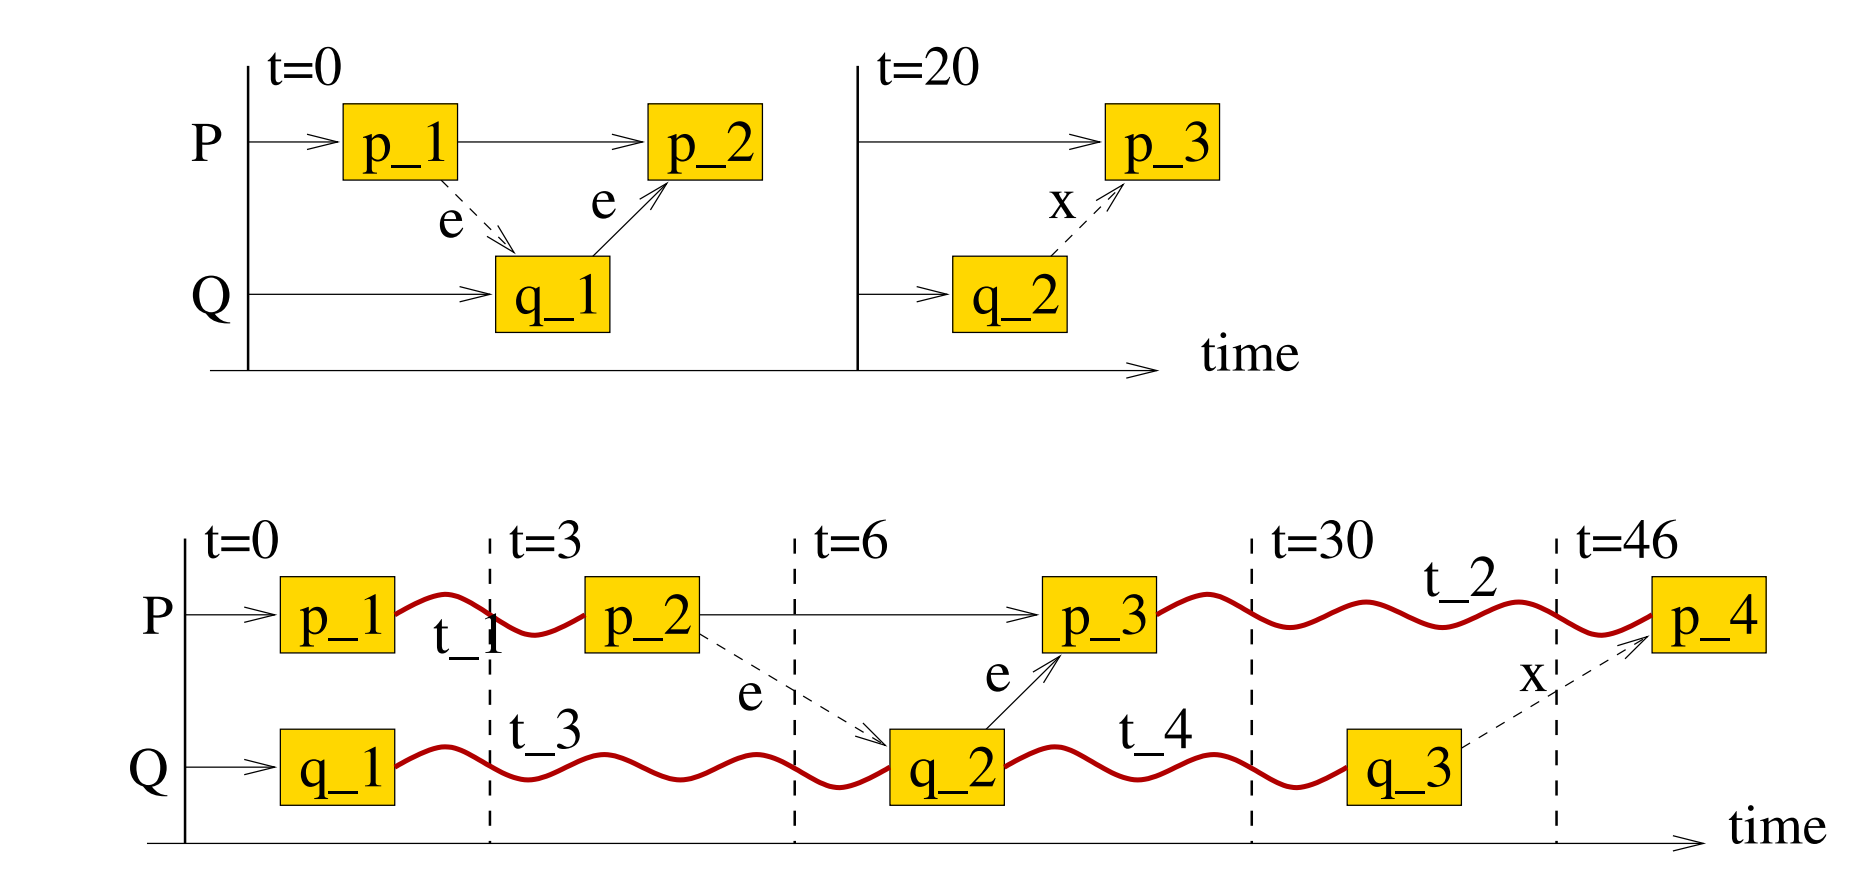 t=0 t=20
P p_1 p_2 p_3
e e x
Q q_1 q_2
time
t=0 t=3 t=6 t=30 t_2 t=46
P p_1 t_1 p_2 p_3 p_4
e e x
Q q_1 t_3 q_2 t_4 q_3
time